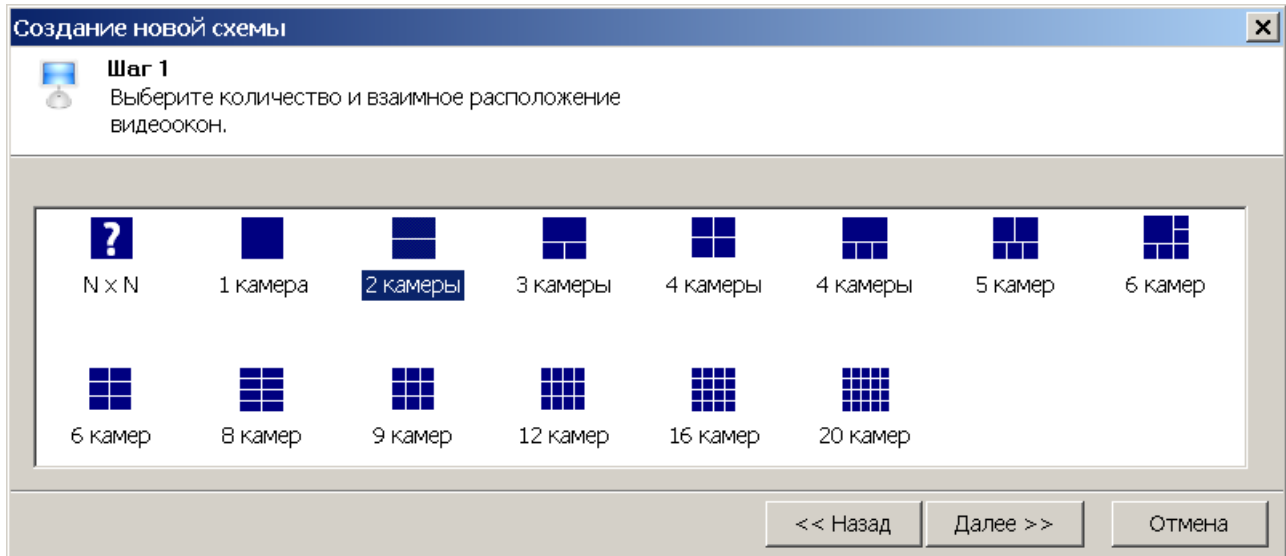 Создание новой схемы
Шаг 1
Выберите количество и взаимное расположение
видеоокон.
?
N x N
1 камера
2 камеры
3 камеры
4 камеры
4 камеры
5 камер
6 камер
6 камер
8 камер
9 камер
12 камер
16 камер
20 камер
<< Назад
Далее >>
Отмена